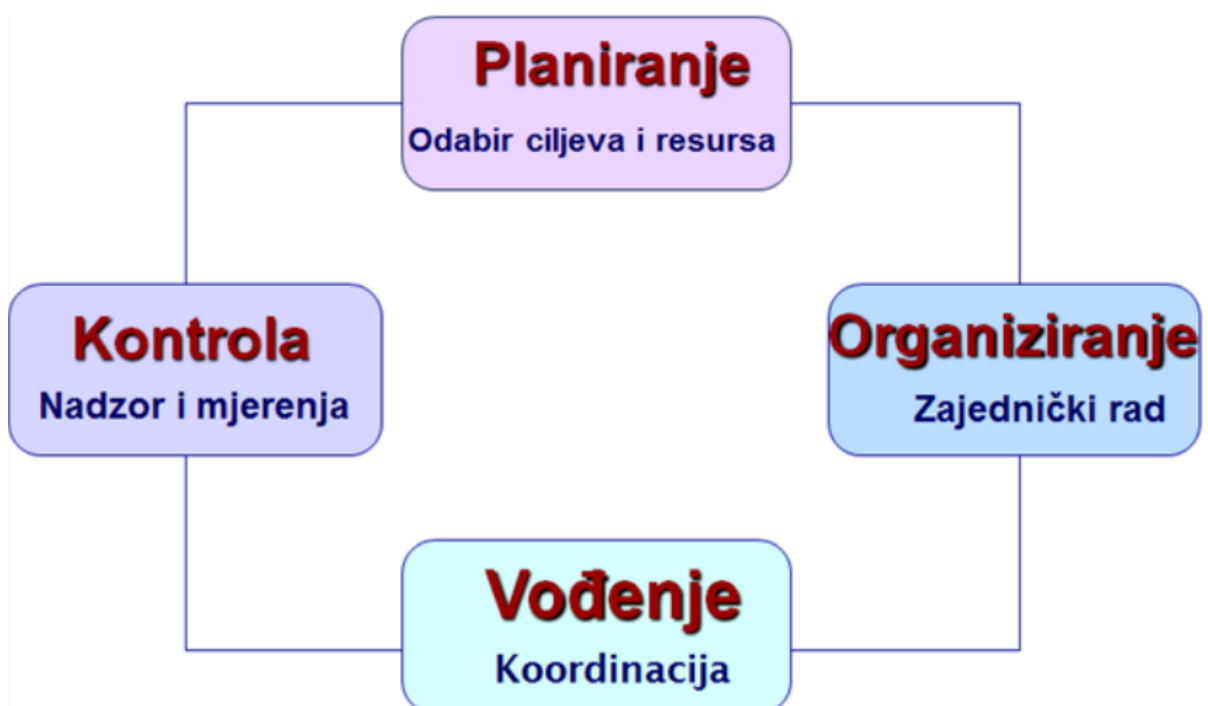 Planiranje
Odabir ciljeva i resursa
Kontrola
Nadzor i mjerenja
Organiziranje
Zajednički rad
Vođenje
Koordinacija